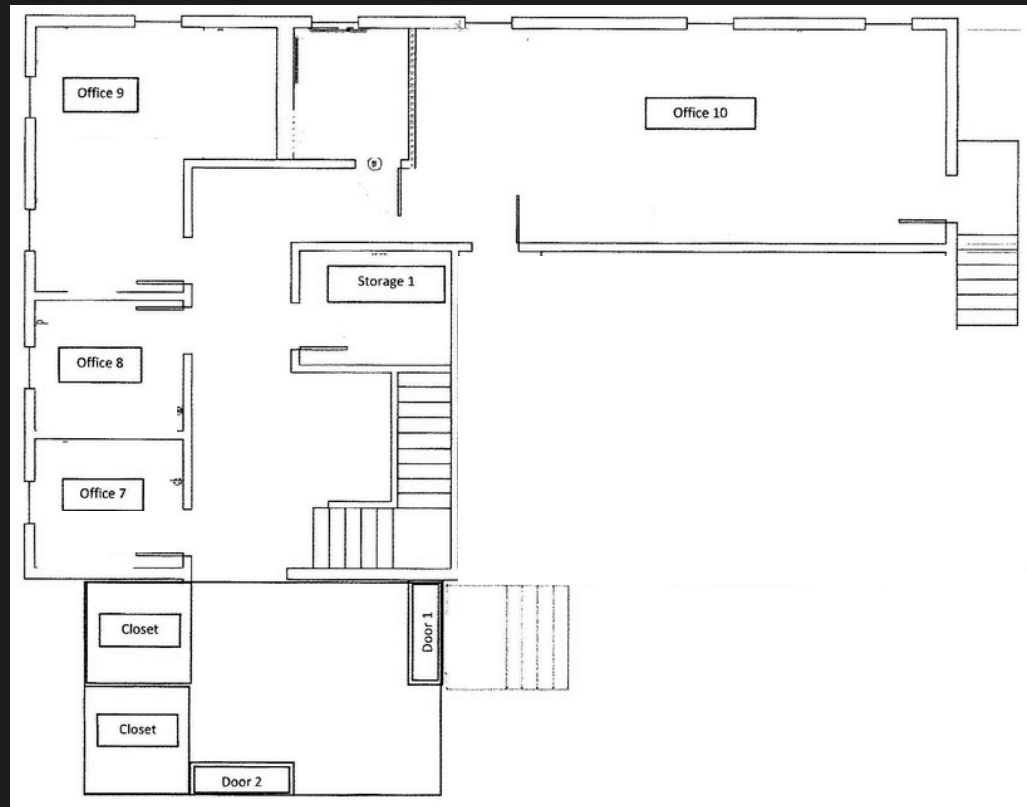 Office 9
Office 10
Storage 1
Office 8
Office 7
Closet
Door 1
Closet
Door 2